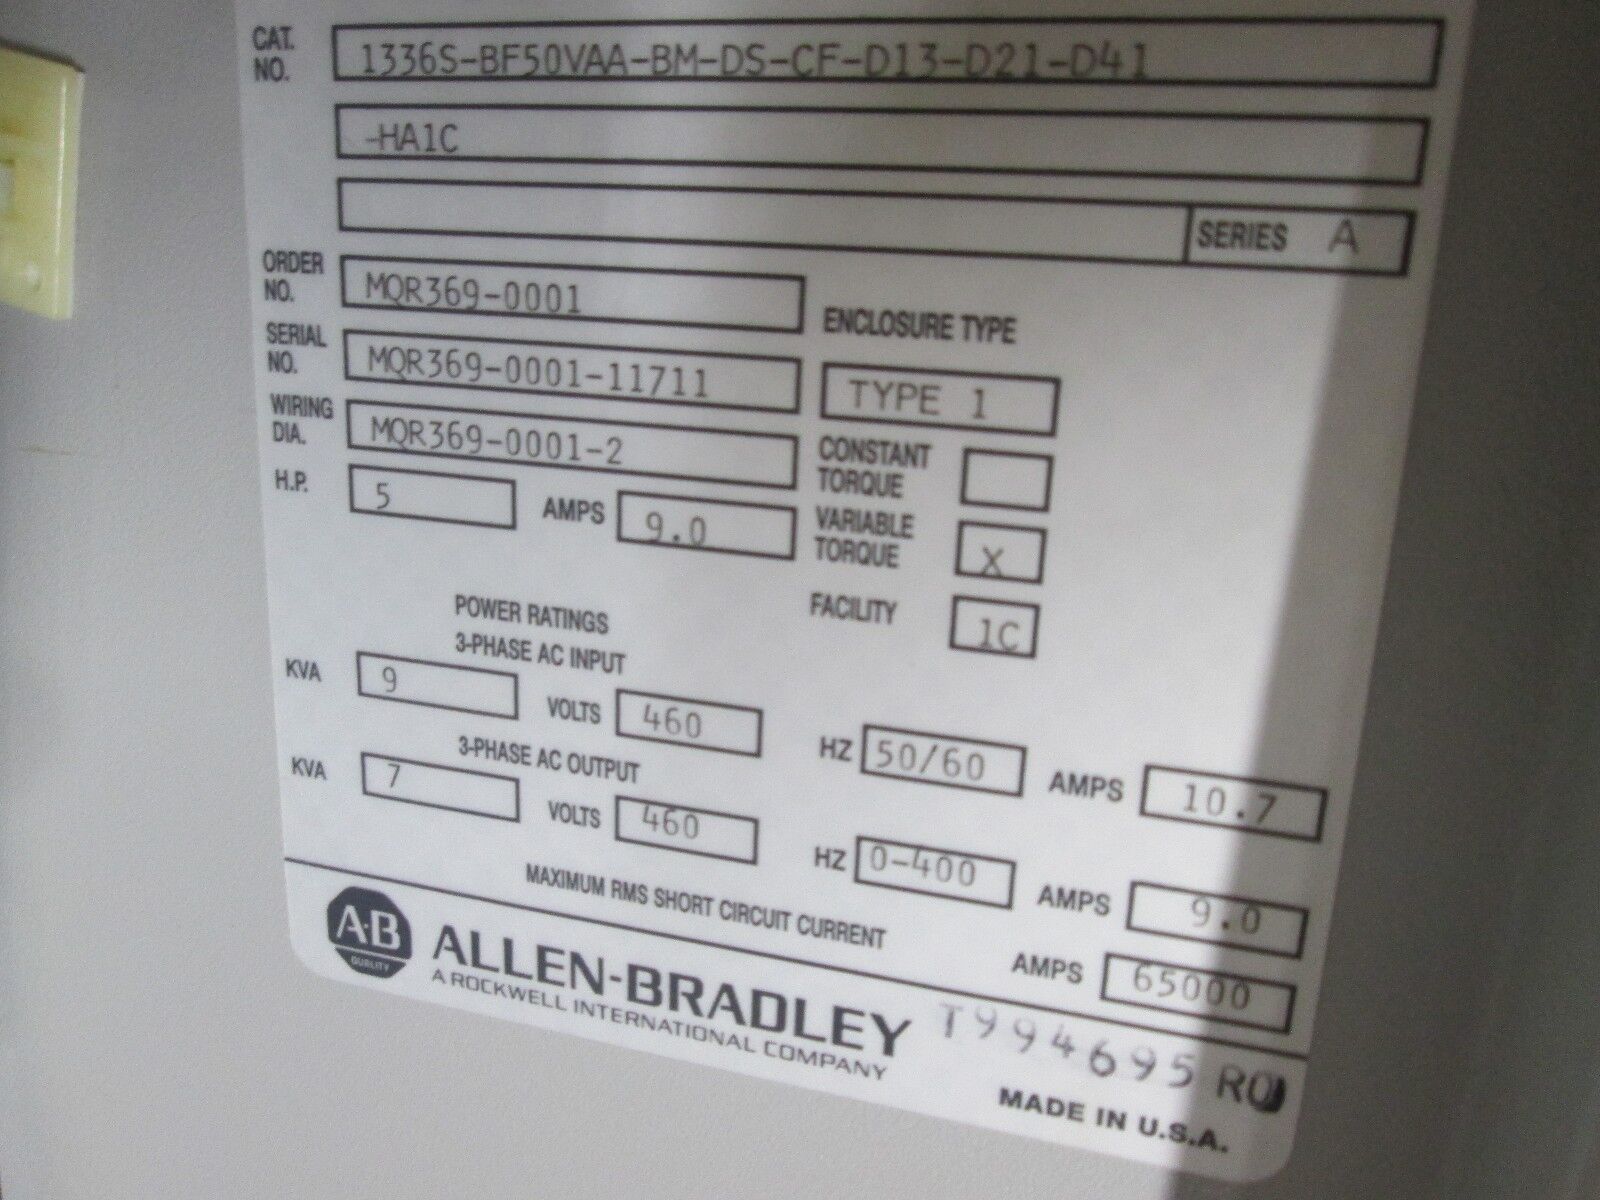 CAT. NO. 1336S-BF50VAA-BM-DS-CF-D13-D21-D41
-HA1C
SERIES A
ORDER NO. MQR369-0001
ENCLOSURE TYPE
SERIAL NO. MQR369-0001-11711
TYPE 1
WIRING DIA. MQR369-0001-2
CONSTANT TORQUE
H.P. 5 AMPS 9.0
VARIABLE TORQUE X
FACILITY 1C
POWER RATINGS
3-PHASE AC INPUT
KVA 9 VOLTS 460 HZ 50/60 AMPS 10.7
3-PHASE AC OUTPUT
KVA 7 VOLTS 460 HZ 0-400 AMPS 9.0
MAXIMUM RMS SHORT CIRCUIT CURRENT AMPS 65000
A-B QUALITY
ALLEN-BRADLEY
A ROCKWELL INTERNATIONAL COMPANY
T994695 R0
MADE IN U.S.A.